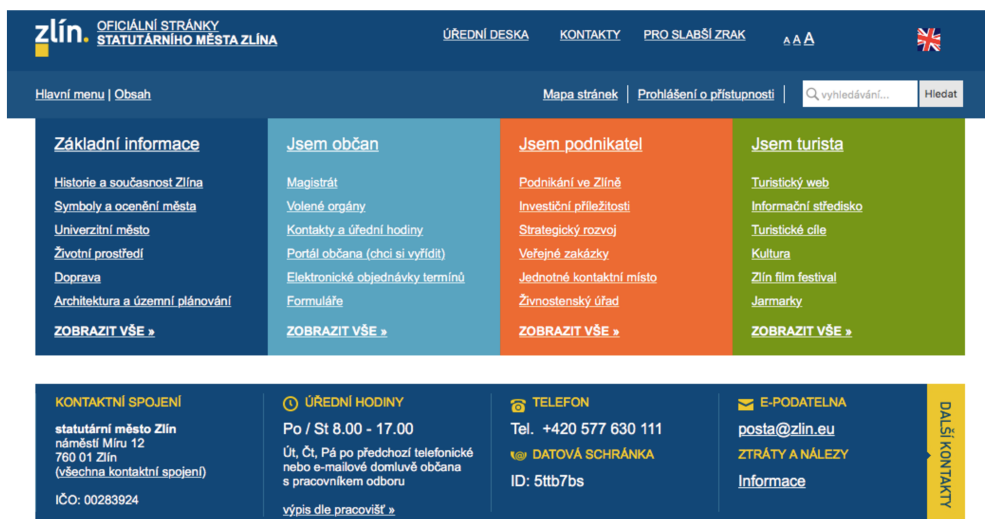 zlín.
OFICIÁLNÍ STRÁNKY
STATUTÁRNÍHO MĚSTA ZLÍNA
ÚŘEDNÍ DESKA
KONTAKTY
PRO SLABŠÍ ZRAK
A A A
Hlavní menu | Obsah
Mapa stránek
Prohlášení o přístupnosti
vyhledávání...
Hledat
Základní informace
Historie a současnost Zlína
Symboly a ocenění města
Univerzitní město
Životní prostředí
Doprava
Architektura a územní plánování
ZOBRAZIT VŠE »
Jsem občan
Magistrát
Volené orgány
Kontakty a úřední hodiny
Portál občana (chci si vyřídit)
Elektronické objednávky termínů
Formuláře
ZOBRAZIT VŠE »
Jsem podnikatel
Podnikání ve Zlíně
Investiční příležitosti
Strategický rozvoj
Veřejné zakázky
Jednotné kontaktní místo
Živnostenský úřad
ZOBRAZIT VŠE »
Jsem turista
Turistický web
Informační středisko
Turistické cíle
Kultura
Zlín film festival
Jarmarky
ZOBRAZIT VŠE »
KONTAKTNÍ SPOJENÍ
statutární město Zlín
náměstí Míru 12
760 01 Zlín
(všechna kontaktní spojení)
IČO: 00283924
ÚŘEDNÍ HODINY
Po / St 8.00 - 17.00
Út, Čt, Pá po předchozí telefonické
nebo e-mailové domluvě občana
s pracovníkem odboru
výpis dle pracovišť »
TELEFON
Tel. +420 577 630 111
DATOVÁ SCHRÁNKA
ID: 5ttb7bs
E-PODATELNA
posta@zlin.eu
ZTRÁTY A NÁLEZY
Informace
DALŠÍ KONTAKTY